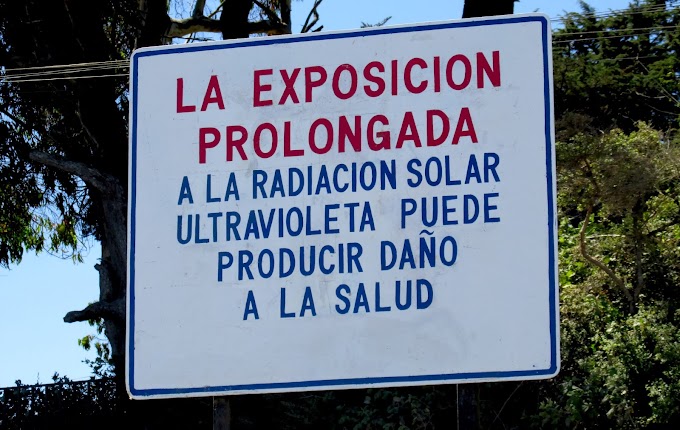 LA EXPOSICION
PROLONGADA
A LA RADIACION SOLAR
ULTRAVIOLETA PUEDE
PRODUCIR DAÑO
A LA SALUD